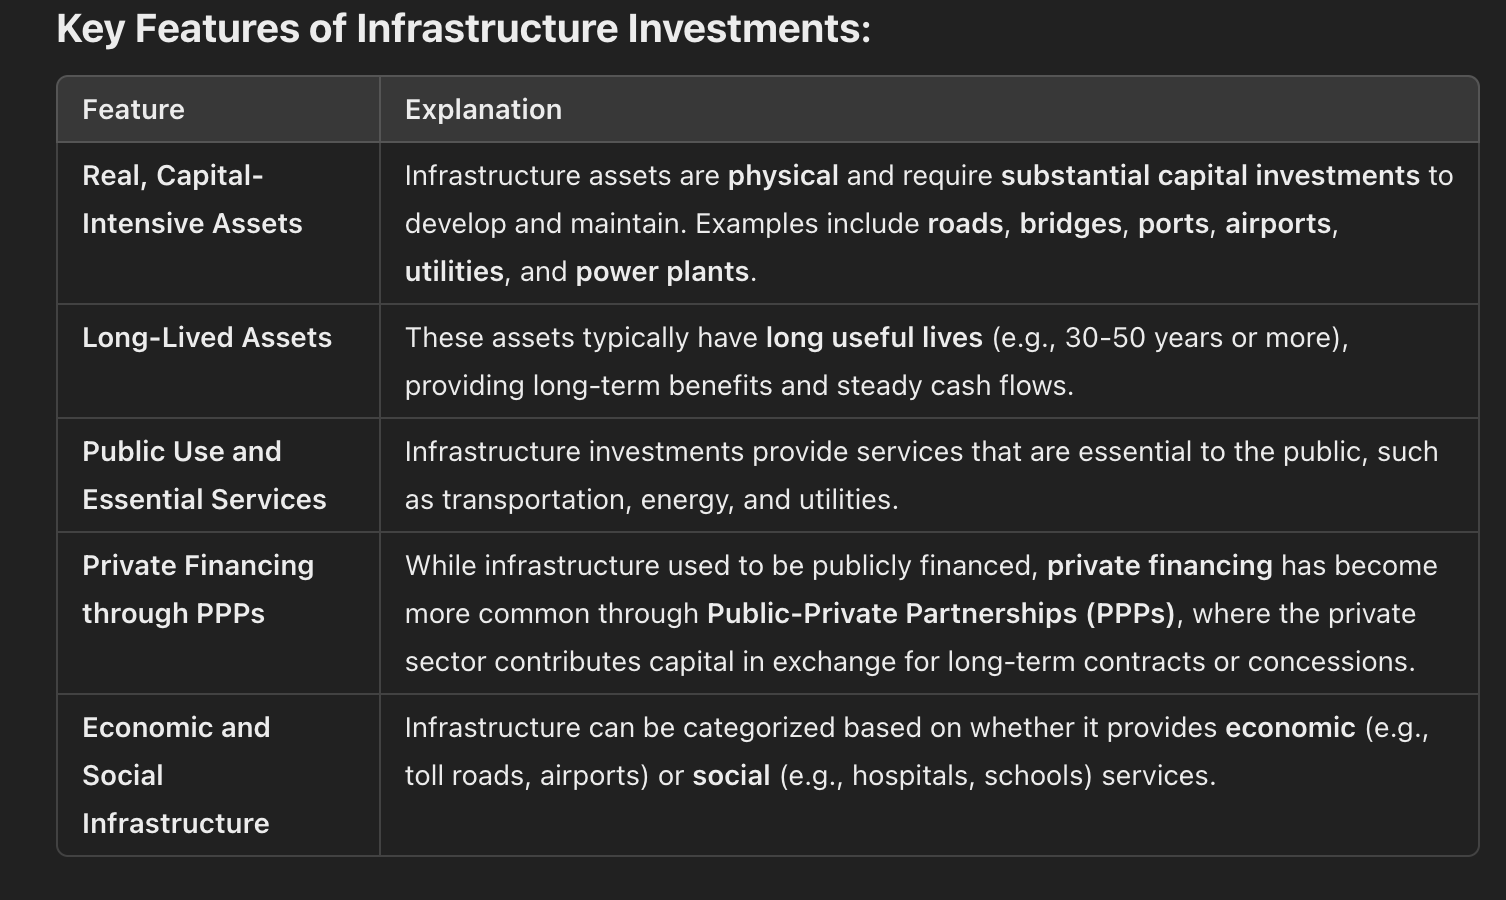 Key Features of Infrastructure Investments:
Feature
Explanation
Real, Capital-
Intensive Assets
Infrastructure assets are physical and require substantial capital investments to
develop and maintain. Examples include roads, bridges, ports, airports,
utilities, and power plants.
Long-Lived Assets
These assets typically have long useful lives (e.g., 30-50 years or more),
providing long-term benefits and steady cash flows.
Public Use and
Essential Services
Infrastructure investments provide services that are essential to the public, such
as transportation, energy, and utilities.
Private Financing
through PPPs
While infrastructure used to be publicly financed, private financing has become
more common through Public-Private Partnerships (PPPs), where the private
sector contributes capital in exchange for long-term contracts or concessions.
Economic and
Social
Infrastructure
Infrastructure can be categorized based on whether it provides economic (e.g.,
toll roads, airports) or social (e.g., hospitals, schools) services.